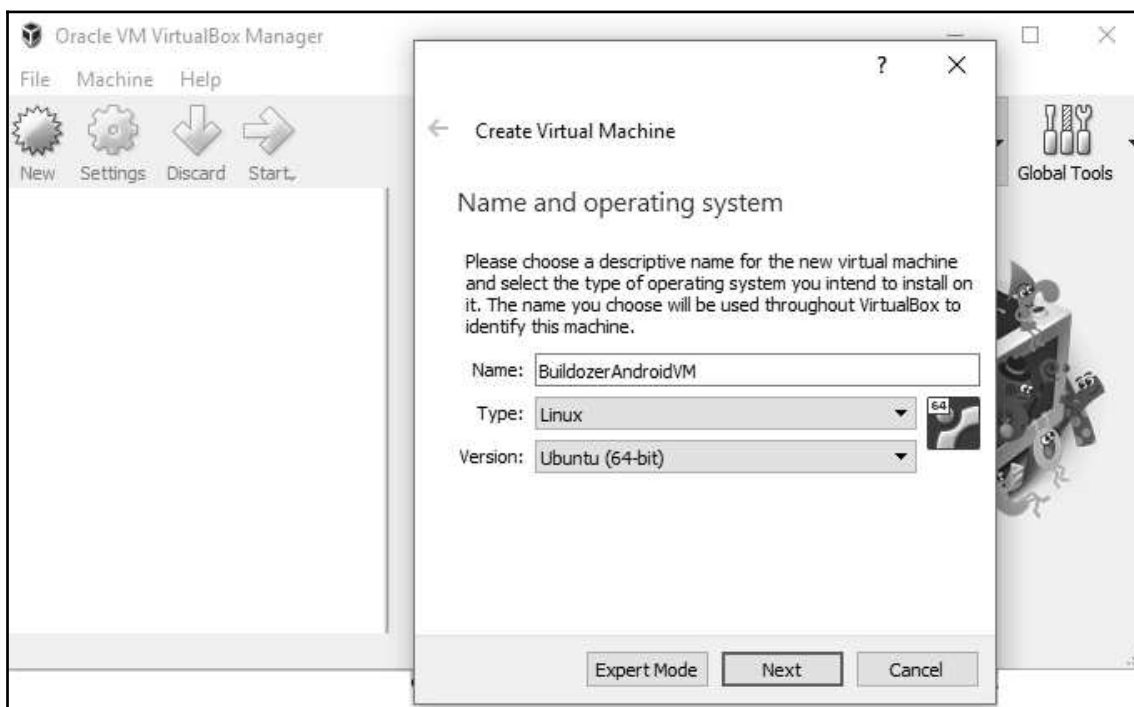 Oracle VM VirtualBox Manager
File Machine Help
New Settings Discard Start
Global Tools
?
Create Virtual Machine
Name and operating system
Please choose a descriptive name for the new virtual machine
and select the type of operating system you intend to install on
it. The name you choose will be used throughout VirtualBox to
identify this machine.
Name: BuildozerAndroidVM
Type: Linux
64
Version: Ubuntu (64-bit)
Expert Mode Next Cancel